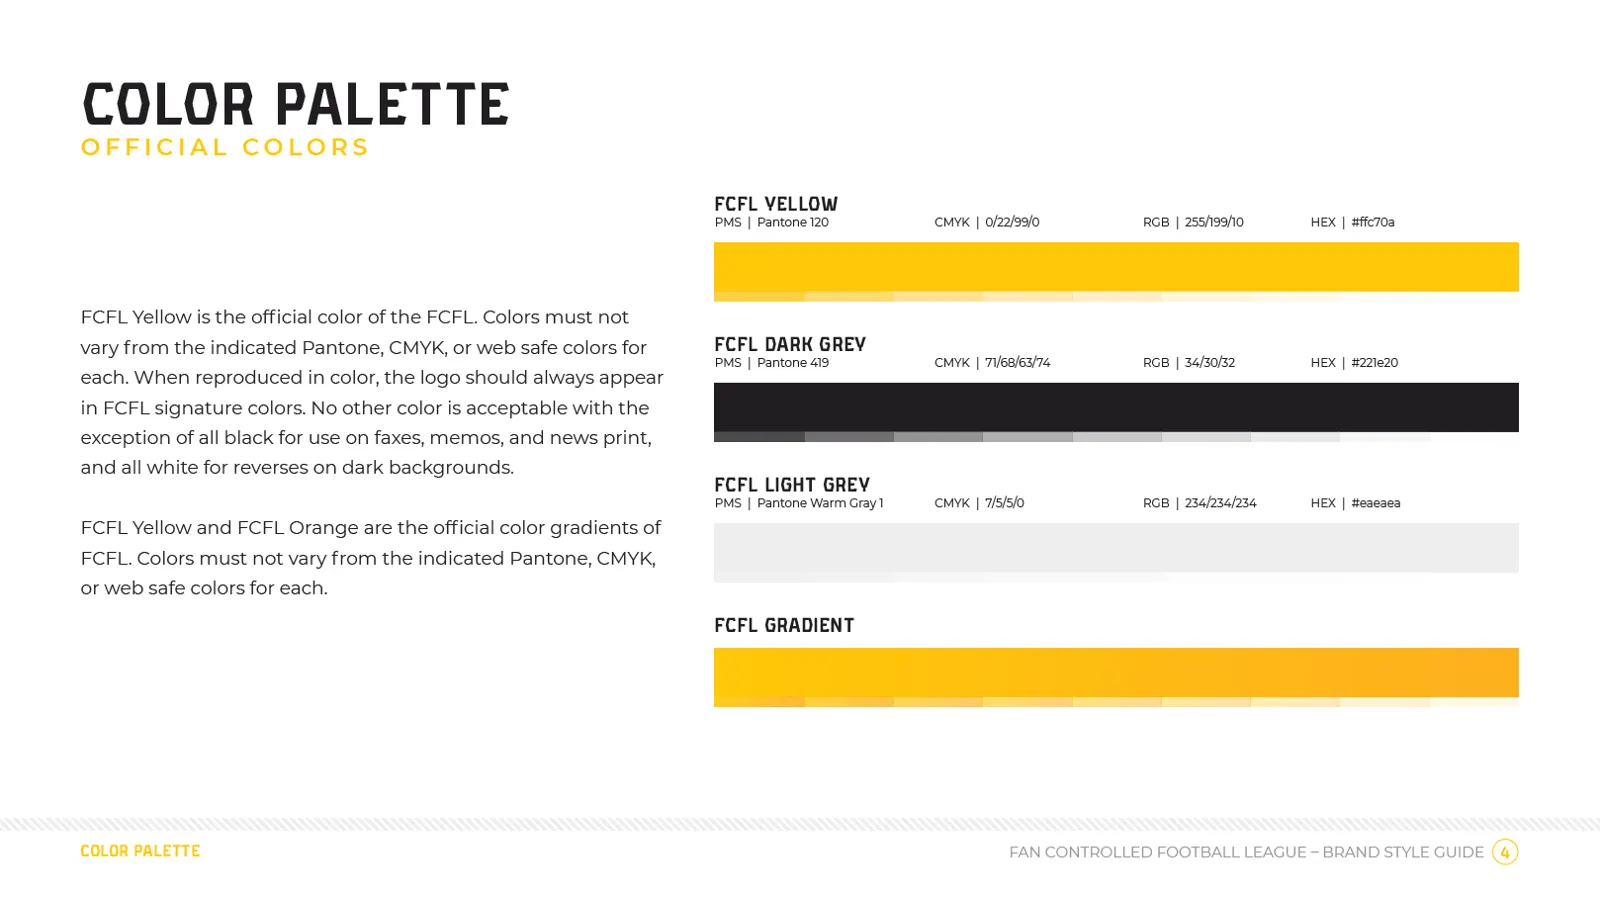 COLOR PALETTE
OFFICIAL COLORS
FCFL Yellow is the official color of the FCFL. Colors must not
vary from the indicated Pantone, CMYK, or web safe colors for
each. When reproduced in color, the logo should always appear
in FCFL signature colors. No other color is acceptable with the
exception of all black for use on faxes, memos, and news print,
and all white for reverses on dark backgrounds.
FCFL Yellow and FCFL Orange are the official color gradients of
FCFL. Colors must not vary from the indicated Pantone, CMYK,
or web safe colors for each.
FCFL YELLOW
PMS | Pantone 120 CMYK | 0/22/99/0 RGB | 255/199/10 HEX | #ffc70a
FCFL DARK GREY
PMS | Pantone 419 CMYK | 71/68/63/74 RGB | 34/30/32 HEX | #221e20
FCFL LIGHT GREY
PMS | Pantone Warm Gray 1 CMYK | 7/5/5/0 RGB | 234/234/234 HEX | #eaeaea
FCFL GRADIENT
COLOR PALETTE
FAN CONTROLLED FOOTBALL LEAGUE – BRAND STYLE GUIDE 4